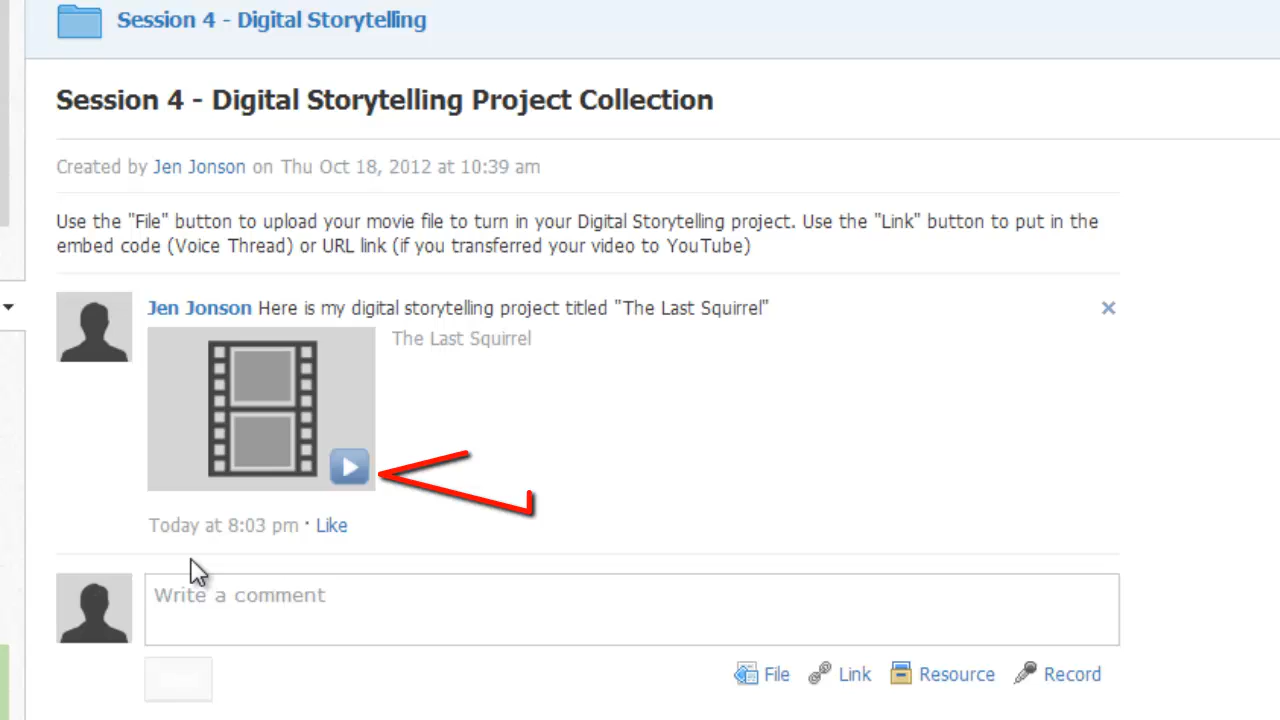 Session 4 - Digital Storytelling
Session 4 - Digital Storytelling Project Collection
Created by Jen Jonson on Thu Oct 18, 2012 at 10:39 am
Use the "File" button to upload your movie file to turn in your Digital Storytelling project. Use the "Link" button to put in the
embed code (Voice Thread) or URL link (if you transferred your video to YouTube)
Jen Jonson Here is my digital storytelling project titled "The Last Squirrel"
The Last Squirrel
Today at 8:03 pm · Like
Write a comment
File Link Resource Record